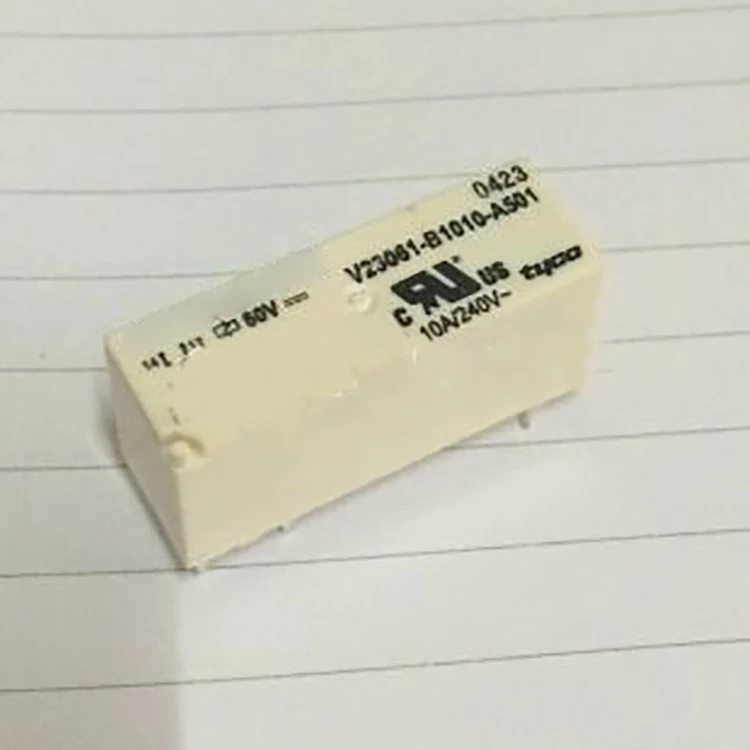 0423
V23061-B1010-A501
60V
C US
tyco
10A/240V~